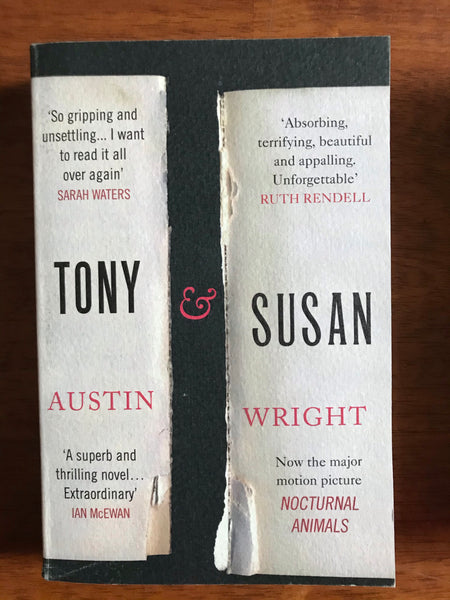 'So gripping and
unsettling... I want
to read it all
over again'
SARAH WATERS
'Absorbing,
terrifying, beautiful
and appalling.
Unforgettable'
RUTH RENDELL
TONY & SUSAN
AUSTIN WRIGHT
'A superb and
thrilling novel...
Extraordinary'
IAN McEWAN
Now the major
motion picture
NOCTURNAL
ANIMALS